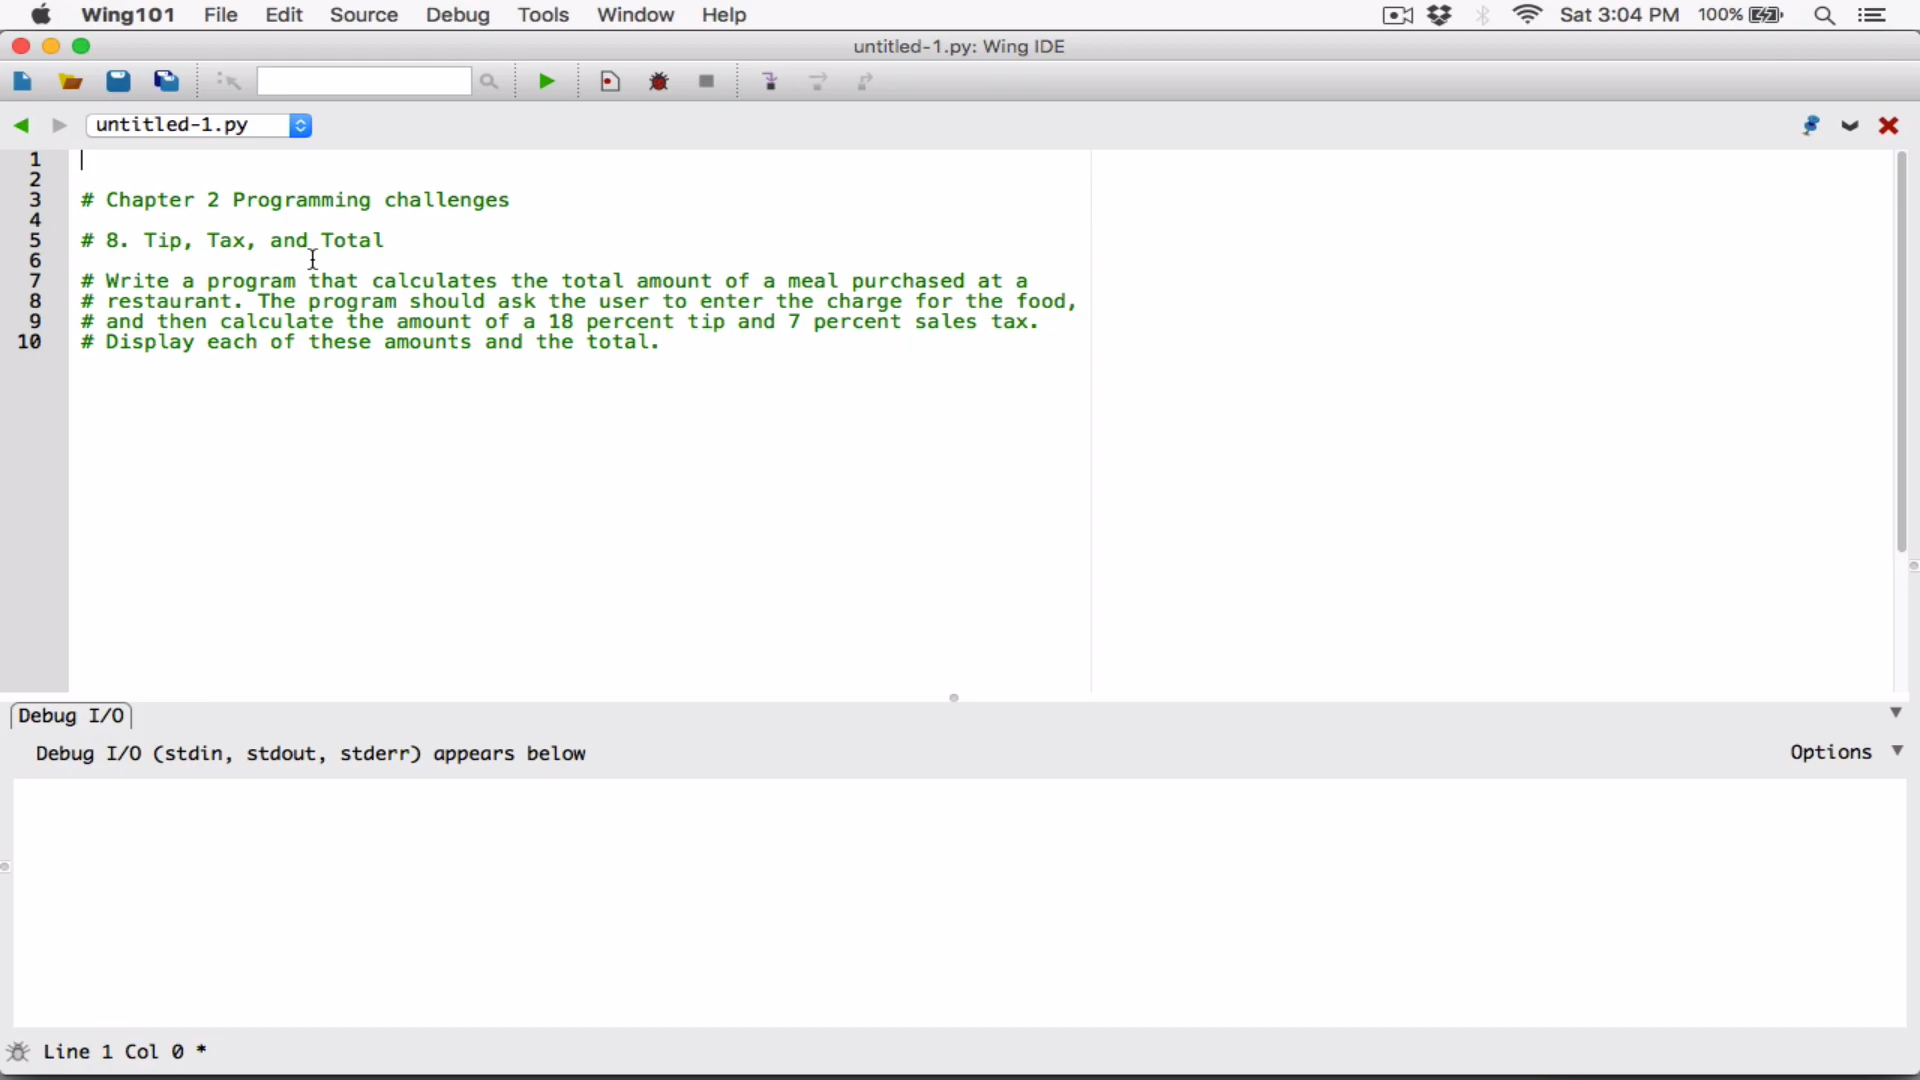 Wing101 File Edit Source Debug Tools Window Help Sat 3:04 PM 100%
untitled-1.py: Wing IDE
untitled-1.py
1
2
3 # Chapter 2 Programming challenges
4
5 # 8. Tip, Tax, and Total
6
7 # Write a program that calculates the total amount of a meal purchased at a
8 # restaurant. The program should ask the user to enter the charge for the food,
9 # and then calculate the amount of a 18 percent tip and 7 percent sales tax.
10 # Display each of these amounts and the total.
Debug I/O
Debug I/O (stdin, stdout, stderr) appears below Options
Line 1 Col 0 *